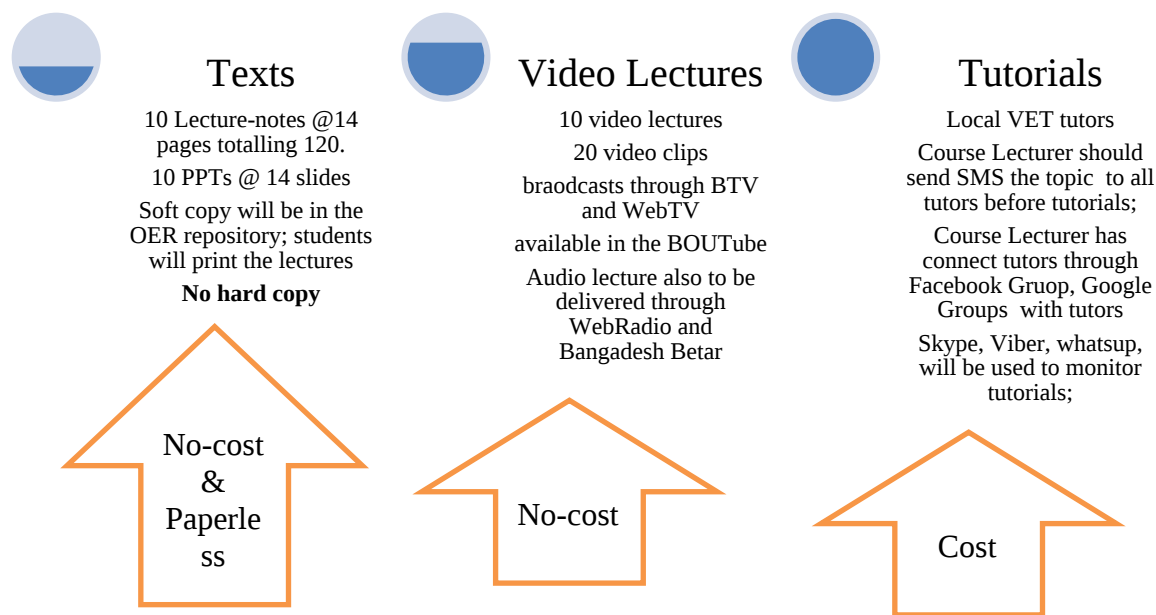 Texts
10 Lecture-notes @14
pages totalling 120.
10 PPTs @ 14 slides
Soft copy will be in the
OER repository; students
will print the lectures
No hard copy
No-cost
&
Paperle
ss
Video Lectures
10 video lectures
20 video clips
braodcasts through BTV
and WebTV
available in the BOUTube
Audio lecture also to be
delivered through
WebRadio and
Bangadesh Betar
No-cost
Tutorials
Local VET tutors
Course Lecturer should
send SMS the topic  to all
tutors before tutorials;
Course Lecturer has
connect tutors through
Facebook Gruop, Google
Groups  with tutors
Skype, Viber, whatsup,
will be used to monitor
tutorials;
Cost